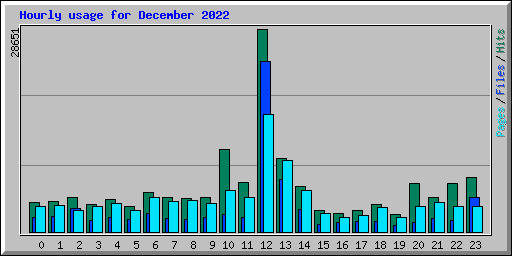 Hourly usage for December 2022
28651
Pages/Files/Hits
0 1 2 3 4 5 6 7 8 9 10 11 12 13 14 15 16 17 18 19 20 21 22 23